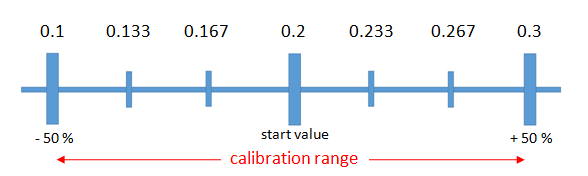 0.1 0.133 0.167 0.2 0.233 0.267 0.3
- 50 % start value + 50 %
calibration range